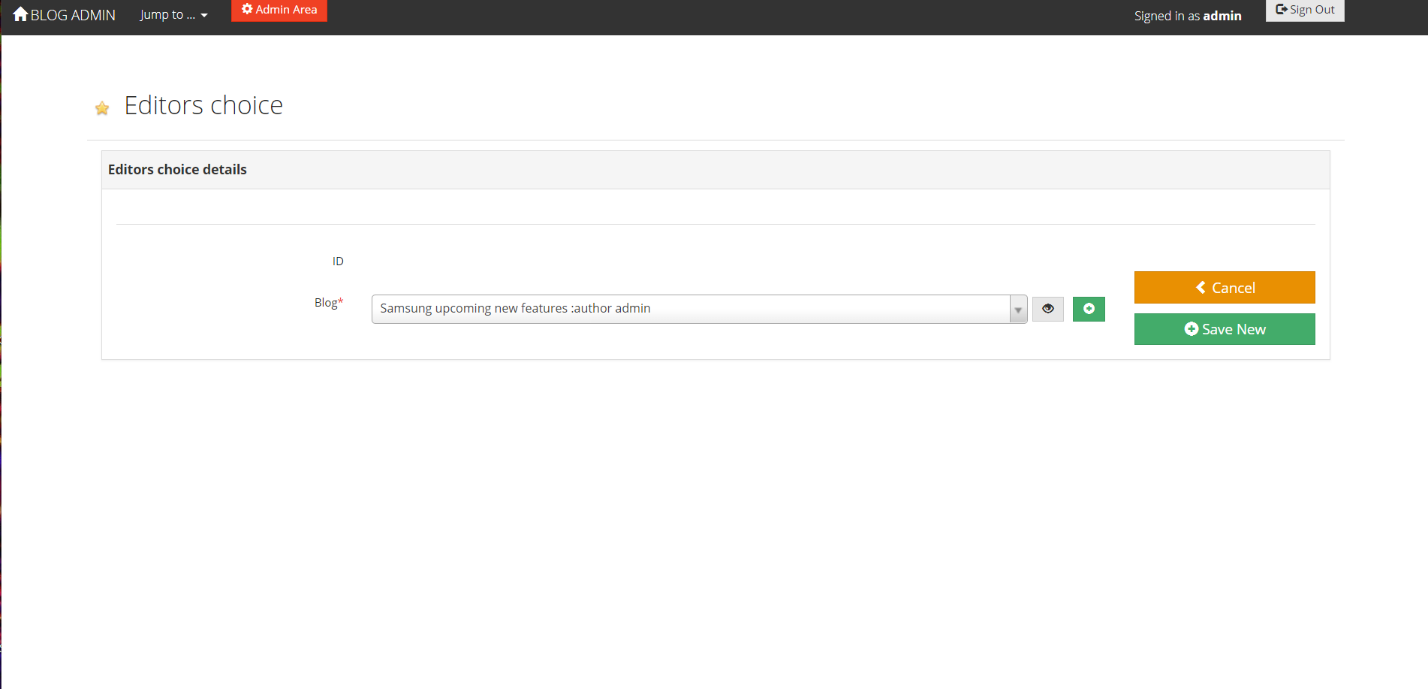 BLOG ADMIN Jump to ... Admin Area Signed in as admin Sign Out
Editors choice
Editors choice details
ID
Blog* Samsung upcoming new features :author admin
Cancel
Save New